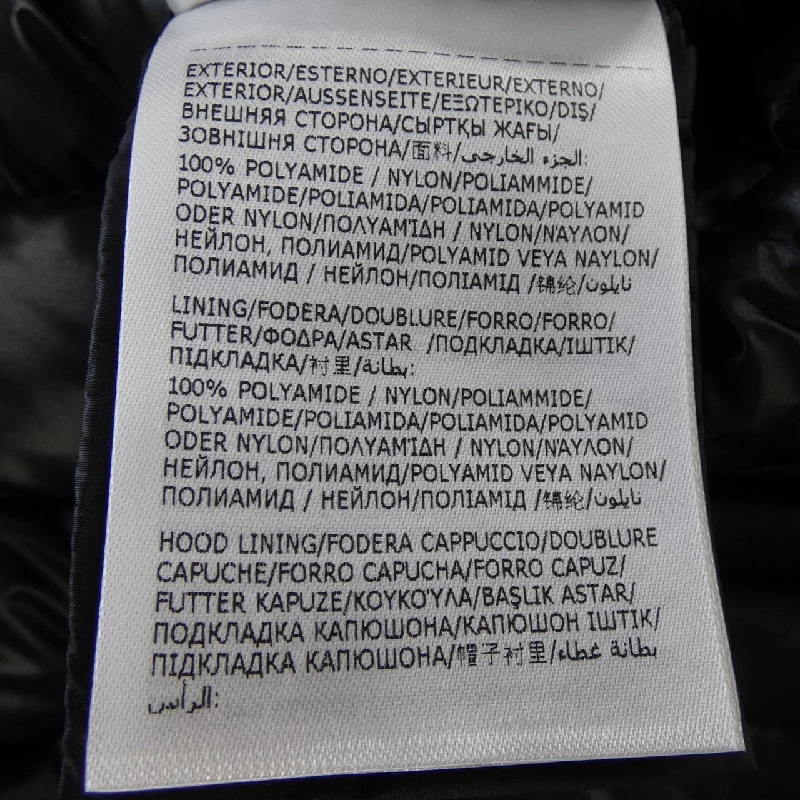 EXTERIOR/ESTERNO/EXTERIEUR/EXTERNO/
EXTERIOR/AUSSENSEITE/ΕΞΩΤΕΡΙΚΟ/DIŞ/
ВНЕШНЯЯ СТОРОНА/СЫРТҚЫ ЖАҒЫ/
ЗОВНІШНЯ СТОРОНА/面料/الجزء الخارجي:
100% POLYAMIDE / NYLON/POLIAMMIDE/
POLYAMIDE/POLIAMIDA/POLIAMIDA/POLYAMID
ODER NYLON/ΠΟΛΥΑΜΊΔΗ / NYLON/ΝΆΥΛΟΝ/
НЕЙЛОН, ПОЛИАМИД/POLYAMID VEYA NAYLON/
ПОЛИАМИД / НЕЙЛОН/ПОЛІАМІД /锦纶/نايلون
LINING/FODERA/DOUBLURE/FORRO/FORRO/
FUTTER/ΦΟΔΡΑ/ASTAR /ПОДКЛАДКА/ІШТІК/
ПІДКЛАДКА/衬里/بطانة:
100% POLYAMIDE / NYLON/POLIAMMIDE/
POLYAMIDE/POLIAMIDA/POLIAMIDA/POLYAMID
ODER NYLON/ΠΟΛΥΑΜΊΔΗ / NYLON/ΝΆΥΛΟΝ/
НЕЙЛОН, ПОЛИАМИД/POLYAMID VEYA NAYLON/
ПОЛИАМИД / НЕЙЛОН/ПОЛІАМІД /锦纶/نايلون
HOOD LINING/FODERA CAPPUCCIO/DOUBLURE
CAPUCHE/FORRO CAPUCHA/FORRO CAPUZ/
FUTTER KAPUZE/ΚΟΥΚΟΎΛΑ/BAŞLIK ASTAR/
ПОДКЛАДКА КАПЮШОНА/КАПЮШОН ІШТІК/
ПІДКЛАДКА КАПЮШОНА/帽子衬里/بطانة غطاء
الرأس: